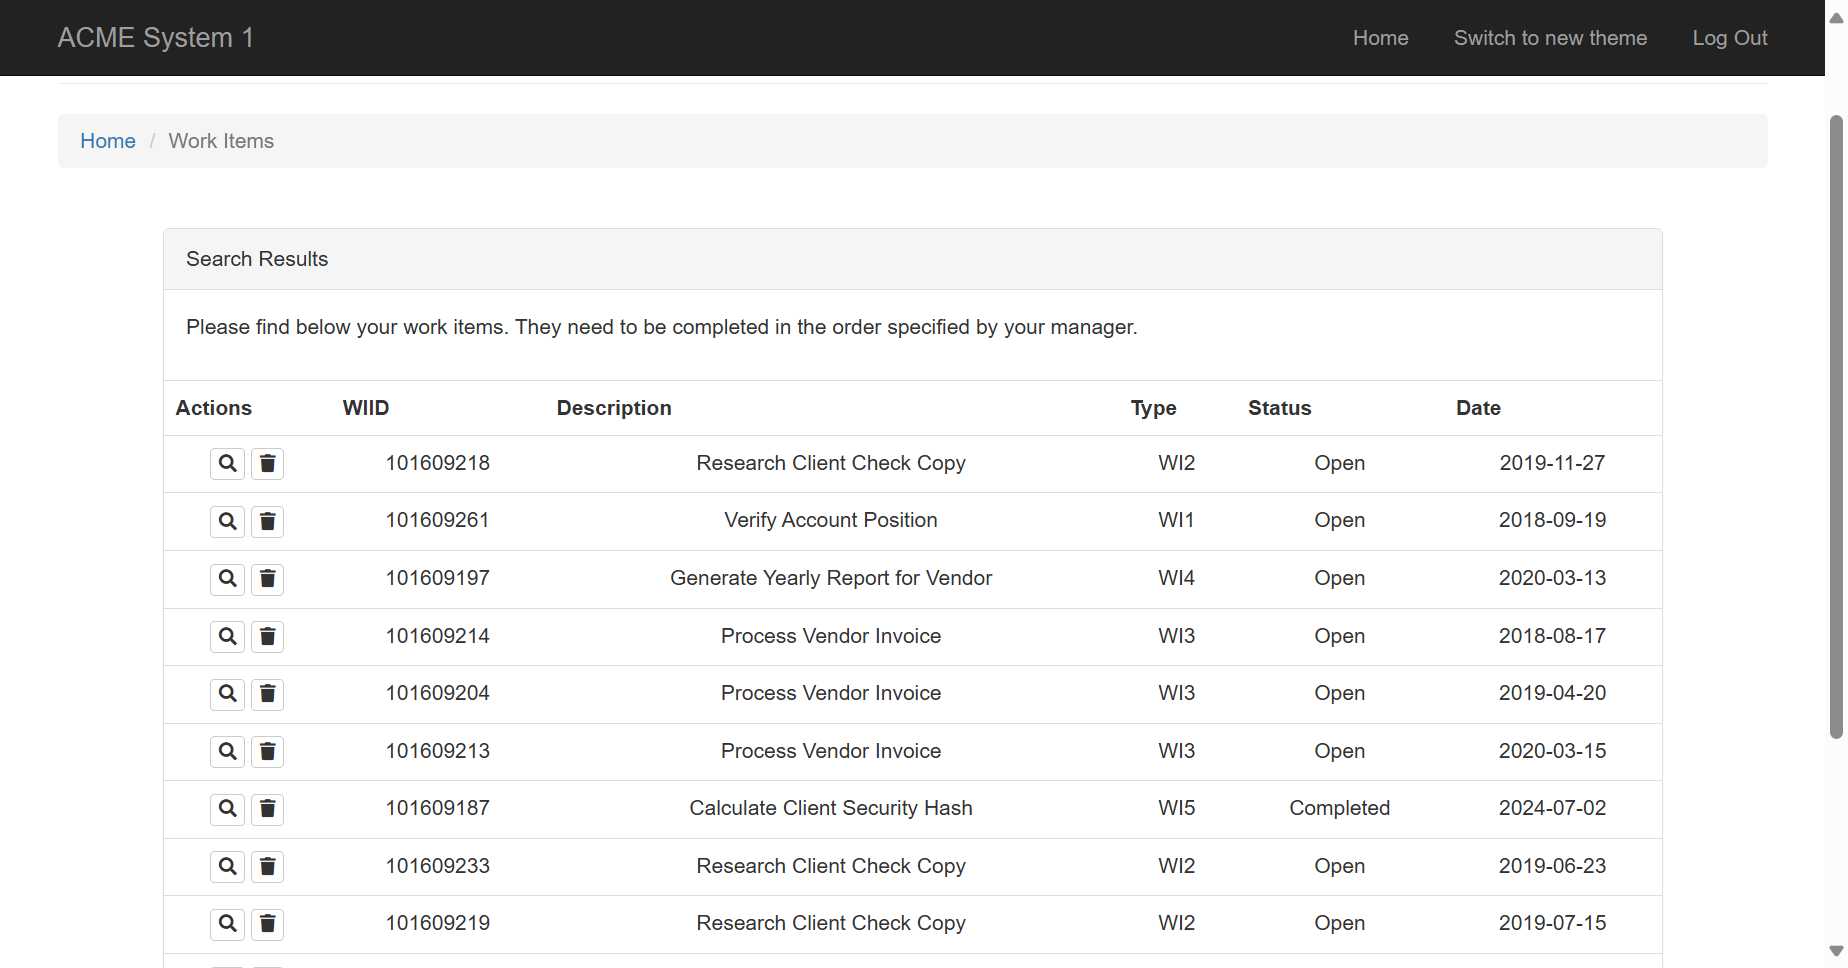 ACME System 1 Home Switch to new theme Log Out
Home / Work Items
Search Results
Please find below your work items. They need to be completed in the order specified by your manager.
Actions WIID Description Type Status Date
101609218 Research Client Check Copy WI2 Open 2019-11-27
101609261 Verify Account Position WI1 Open 2018-09-19
101609197 Generate Yearly Report for Vendor WI4 Open 2020-03-13
101609214 Process Vendor Invoice WI3 Open 2018-08-17
101609204 Process Vendor Invoice WI3 Open 2019-04-20
101609213 Process Vendor Invoice WI3 Open 2020-03-15
101609187 Calculate Client Security Hash WI5 Completed 2024-07-02
101609233 Research Client Check Copy WI2 Open 2019-06-23
101609219 Research Client Check Copy WI2 Open 2019-07-15